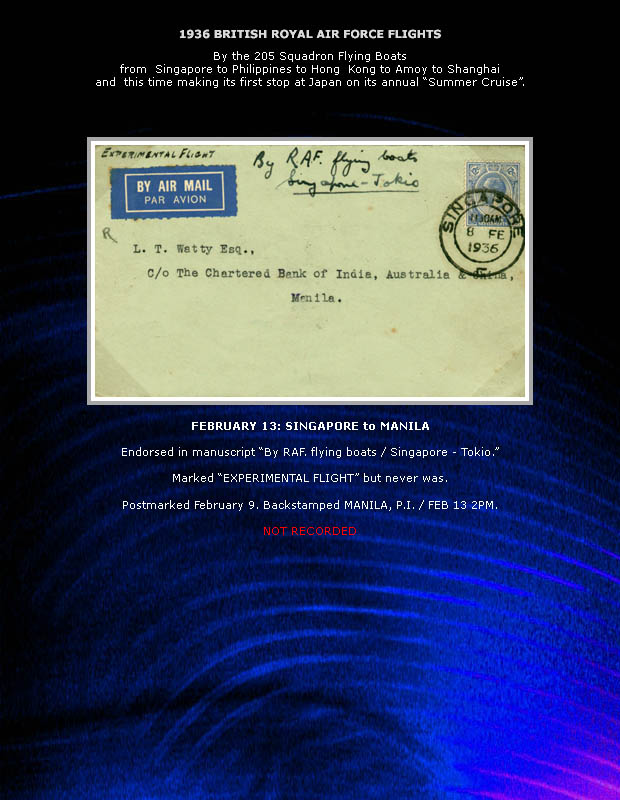 1936 BRITISH ROYAL AIR FORCE FLIGHTS
By the 205 Squadron Flying Boats
from Singapore to Philippines to Hong Kong to Amoy to Shanghai
and this time making its first stop at Japan on its annual “Summer Cruise”.
EXPERIMENTAL FLIGHT
By RAF. flying boats
Singapore - Tokio
BY AIR MAIL
PAR AVION
SINGAPORE
11.30AM
8 FE
1936
R
L. T. Watty Esq.,
C/o The Chartered Bank of India, Australia & China,
Manila.
FEBRUARY 13: SINGAPORE to MANILA
Endorsed in manuscript “By RAF. flying boats / Singapore - Tokio.”
Marked “EXPERIMENTAL FLIGHT” but never was.
Postmarked February 9. Backstamped MANILA, P.I. / FEB 13 2PM.
NOT RECORDED